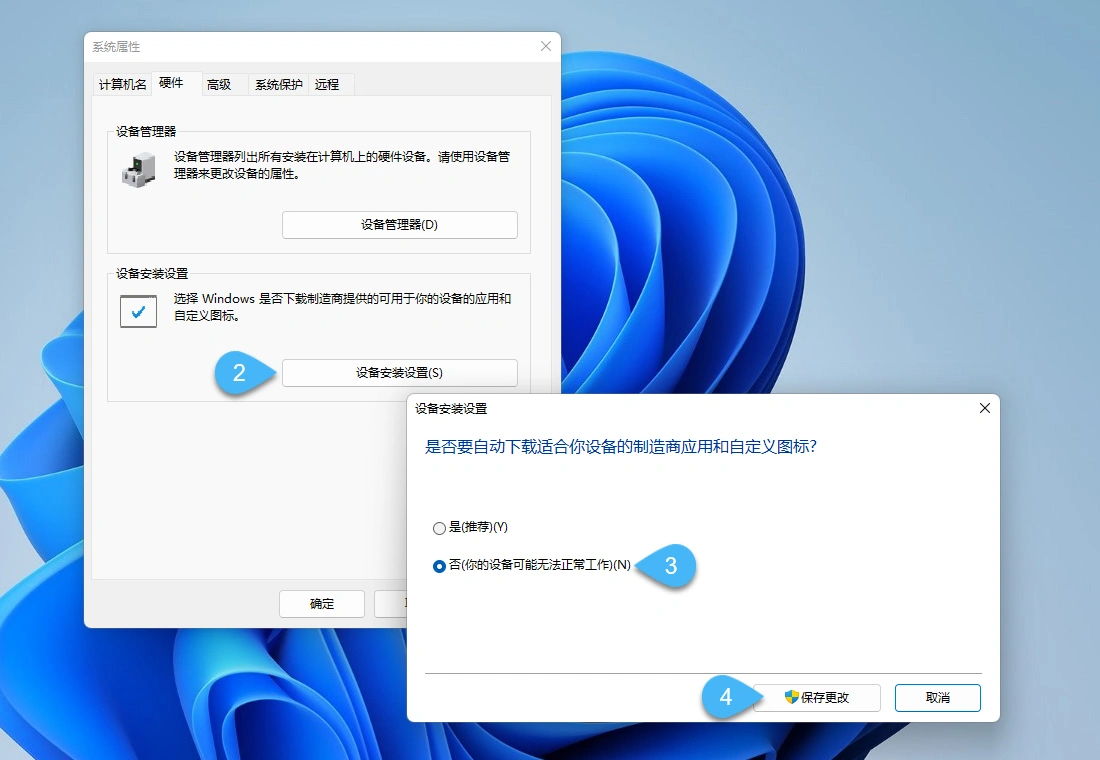 系统属性
计算机名 硬件 高级 系统保护 远程
设备管理器
设备管理器列出所有安装在计算机上的硬件设备。请使用设备管
理器来更改设备的属性。
设备管理器(D)
设备安装设置
选择 Windows 是否下载制造商提供的可用于你的设备的应用和
自定义图标。
2
设备安装设置(S)
确定
设备安装设置
是否要自动下载适合你设备的制造商应用和自定义图标?
是(推荐)(Y)
否(你的设备可能无法正常工作)(N)
3
4
保存更改
取消